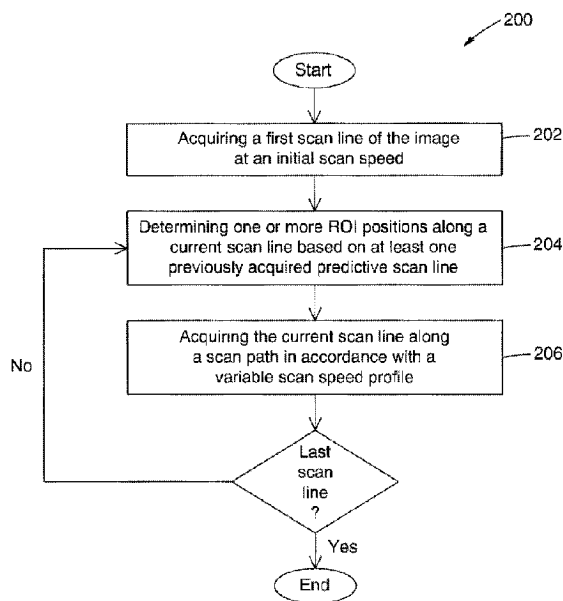 200
Start
Acquiring a first scan line of the image
at an initial scan speed
202
Determining one or more ROI positions along a
current scan line based on at least one
previously acquired predictive scan line
204
Acquiring the current scan line along
a scan path in accordance with a
variable scan speed profile
206
No
Last
scan
line
?
Yes
End